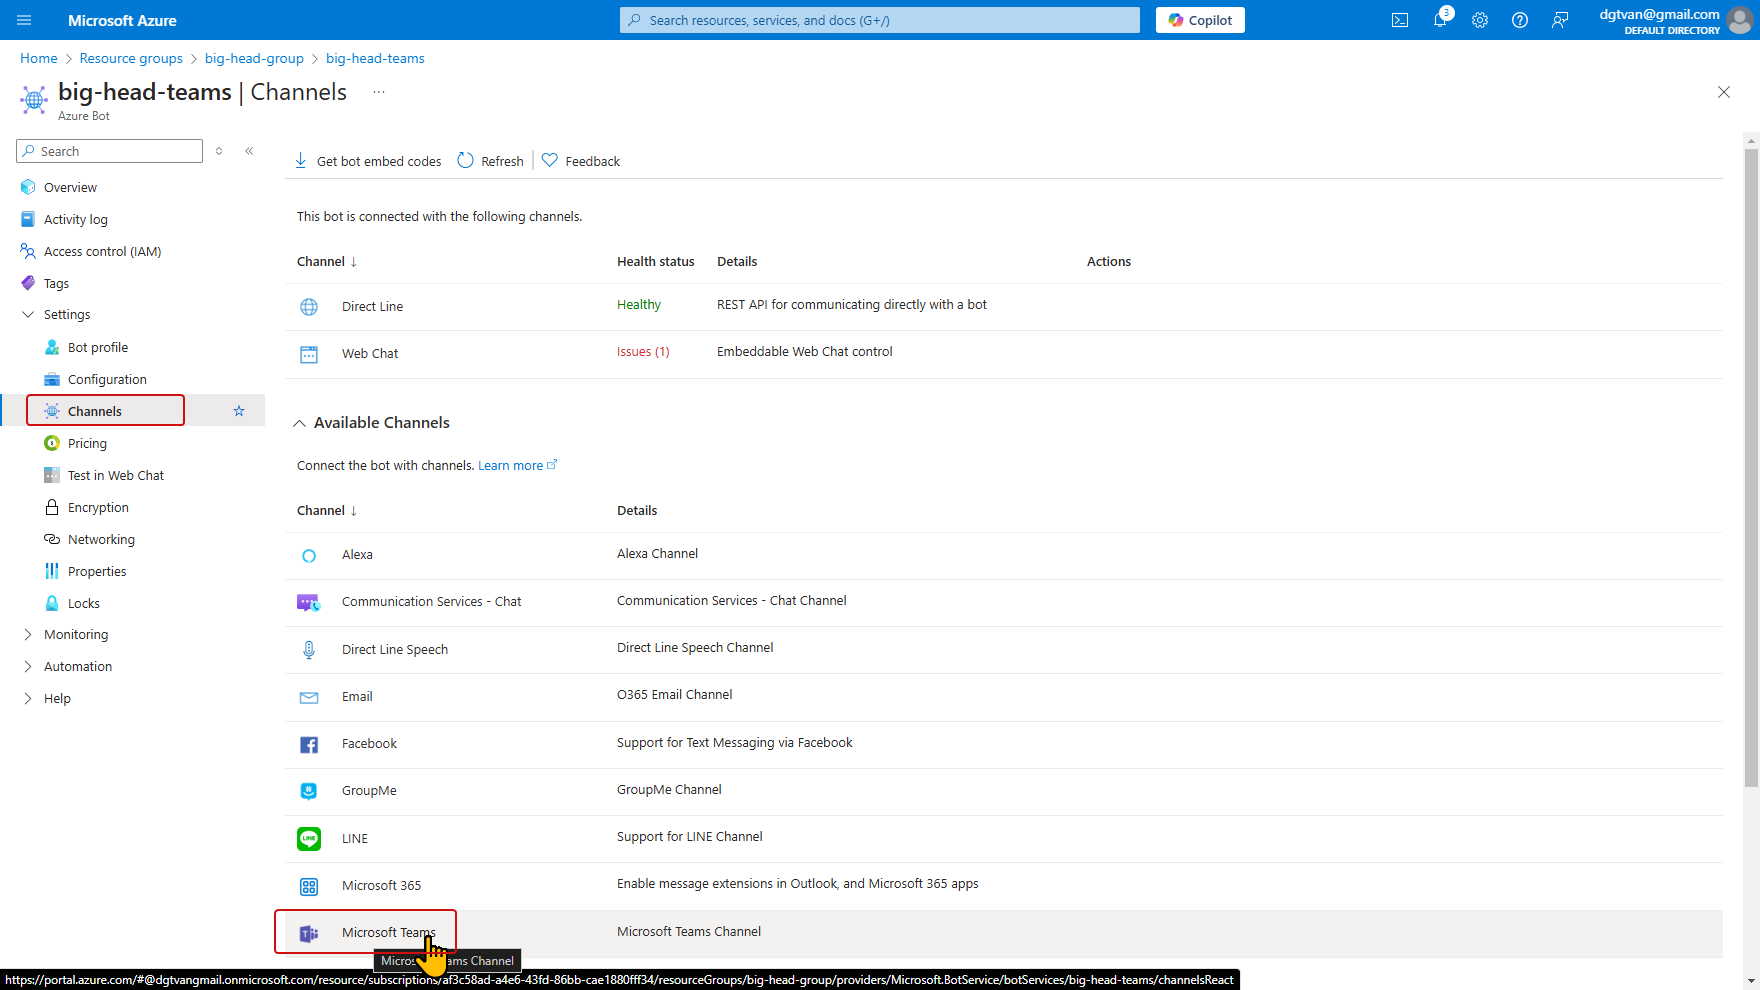 Microsoft Azure
Search resources, services, and docs (G+/)
Copilot
3
dgtvan@gmail.com
DEFAULT DIRECTORY
Home > Resource groups > big-head-group > big-head-teams
big-head-teams | Channels ...
Azure Bot
Search
Overview
Activity log
Access control (IAM)
Tags
Settings
Bot profile
Configuration
Channels
Pricing
Test in Web Chat
Encryption
Networking
Properties
Locks
Monitoring
Automation
Help
Get bot embed codes
Refresh
Feedback
This bot is connected with the following channels.
Channel ↓ Health status Details Actions
Direct Line Healthy REST API for communicating directly with a bot
Web Chat Issues (1) Embeddable Web Chat control
Available Channels
Connect the bot with channels. Learn more
Channel ↓ Details
Alexa Alexa Channel
Communication Services - Chat Communication Services - Chat Channel
Direct Line Speech Direct Line Speech Channel
Email O365 Email Channel
Facebook Support for Text Messaging via Facebook
GroupMe GroupMe Channel
LINE LINE Support for LINE Channel
Microsoft 365 Enable message extensions in Outlook, and Microsoft 365 apps
Microsoft Teams Microsoft Teams Channel
Channel
https://portal.azure.com/#@dgtvangmail.onmicrosoft.com/resource/subscriptions/af3c58ad-a4e6-43fd-86bb-cae1880fff34/resourceGroups/big-head-group/providers/Microsoft.BotService/botServices/big-head-teams/channelsReact